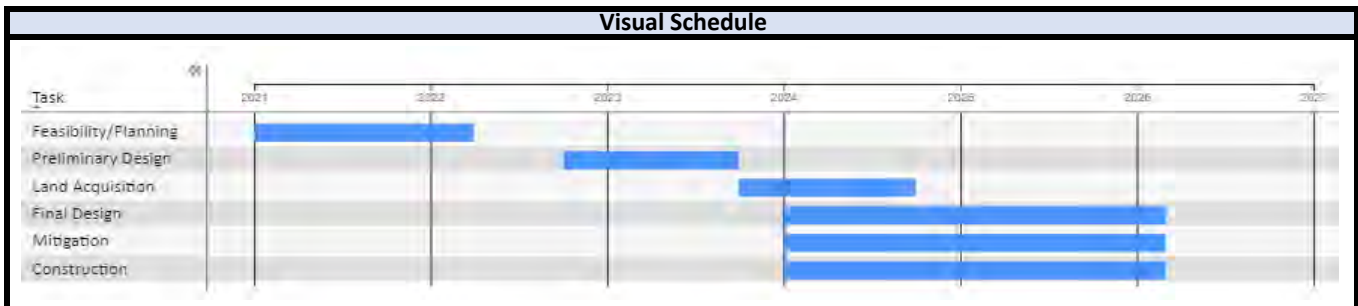 Visual Schedule
Task 2021 2022 2023 2024 2025 2026
Feasibility/Planning
Preliminary Design
Land Acquisition
Final Design
Mitigation
Construction